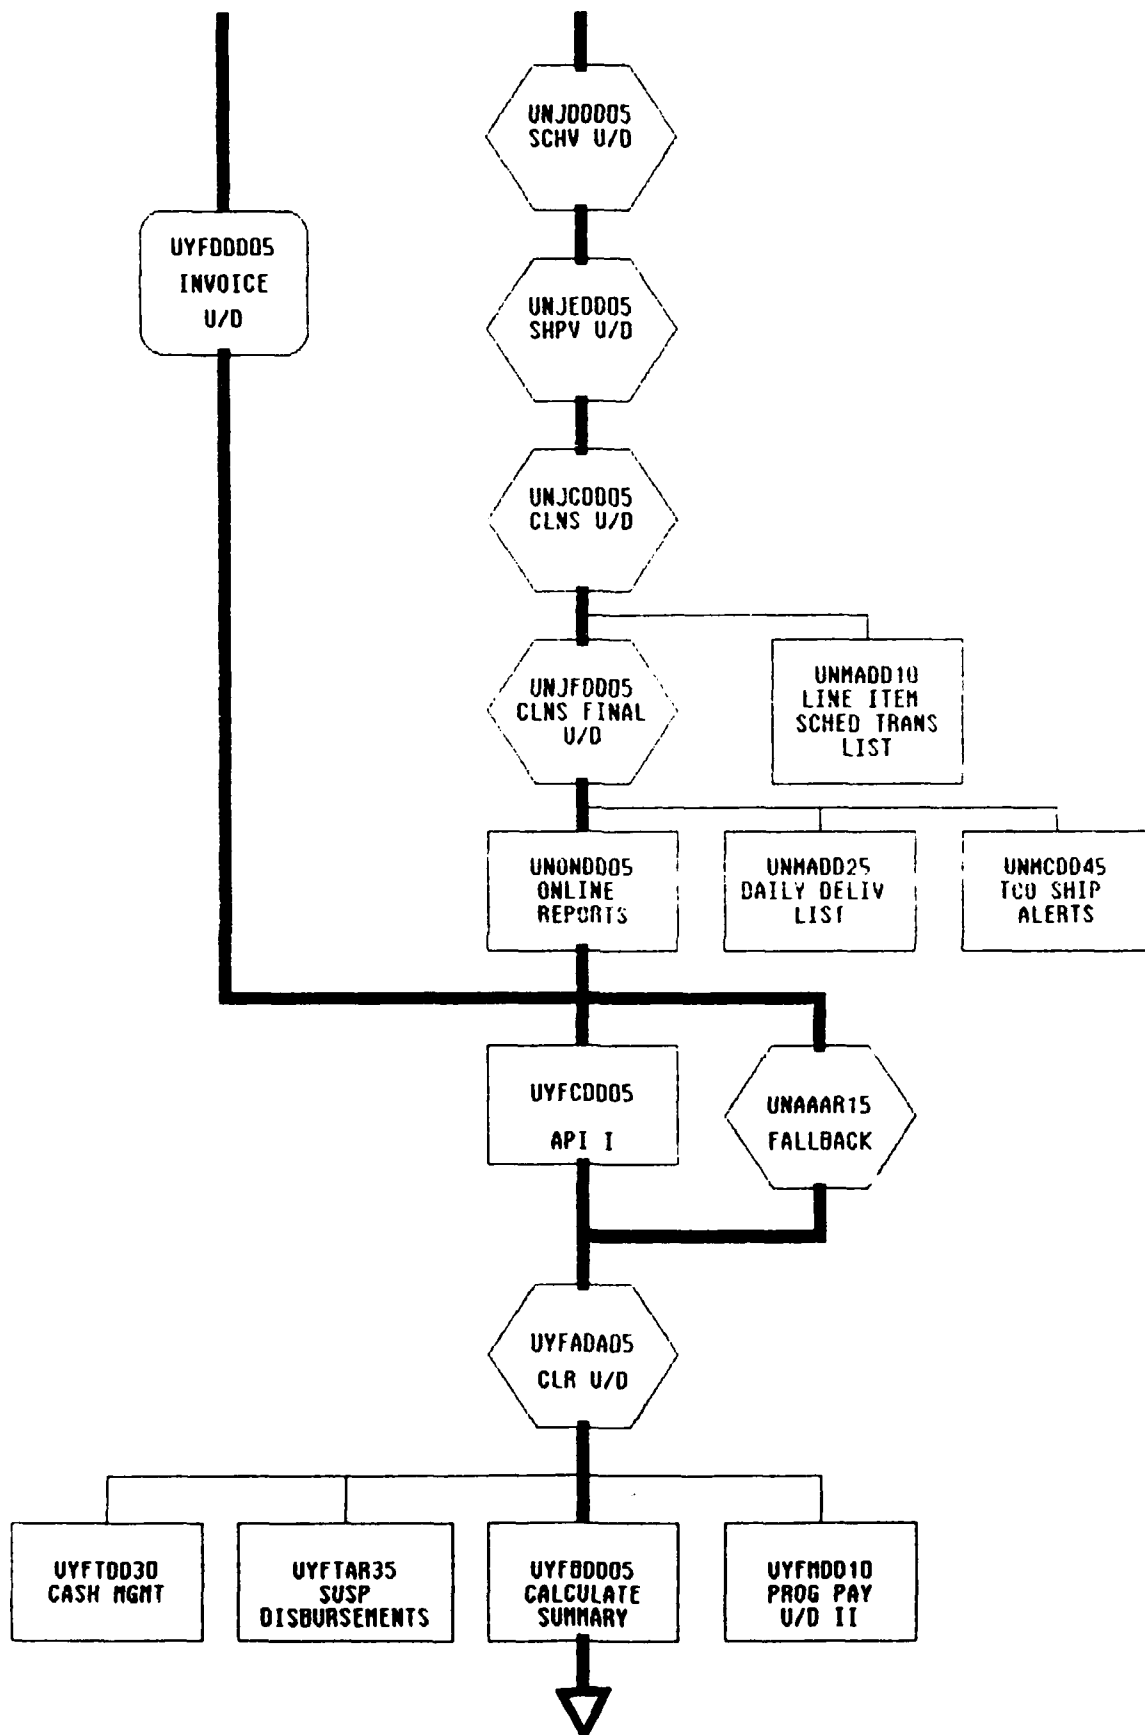 UNJDDD05
SCHV U/D
UYFDDD05
INVOICE
U/D
UNJEDD05
SHPV U/D
UNJCDD05
CLNS U/D
UNJFDD05
CLNS FINAL
U/D
UNMADD10
LINE ITEM
SCHED TRANS
LIST
UNONDD05
ONLINE
REPORTS
UNMADD25
DAILY DELIV
LIST
UNMCDD45
TCO SHIP
ALERTS
UYFCDD05
API I
UNAAAR15
FALLBACK
UYFADA05
CLR U/D
UYFTDD30
CASH MGMT
UYFTAR35
SUSP
DISBURSEMENTS
UYFBDD05
CALCULATE
SUMMARY
UYFMDD10
PROG PAY
U/D II